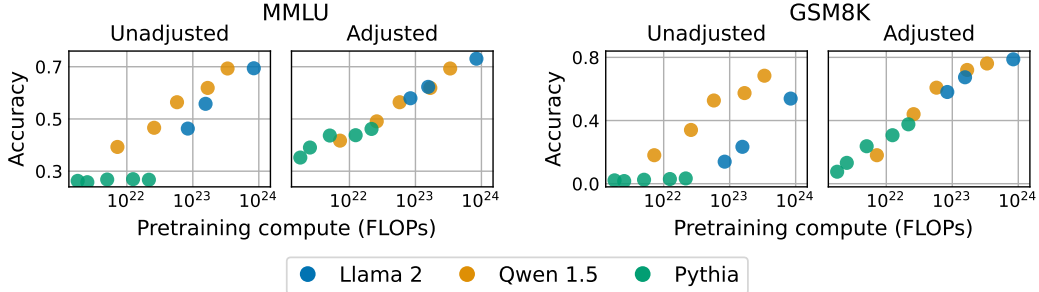 MMLU
GSM8K
Unadjusted
Adjusted
Unadjusted
Adjusted
Accuracy
0.7
0.5
0.3
10²²
10²³
10²⁴
10²²
10²³
10²⁴
Pretraining compute (FLOPs)
Accuracy
0.8
0.4
0.0
10²²
10²³
10²⁴
10²²
10²³
10²⁴
Pretraining compute (FLOPs)
Llama 2
Qwen 1.5
Pythia